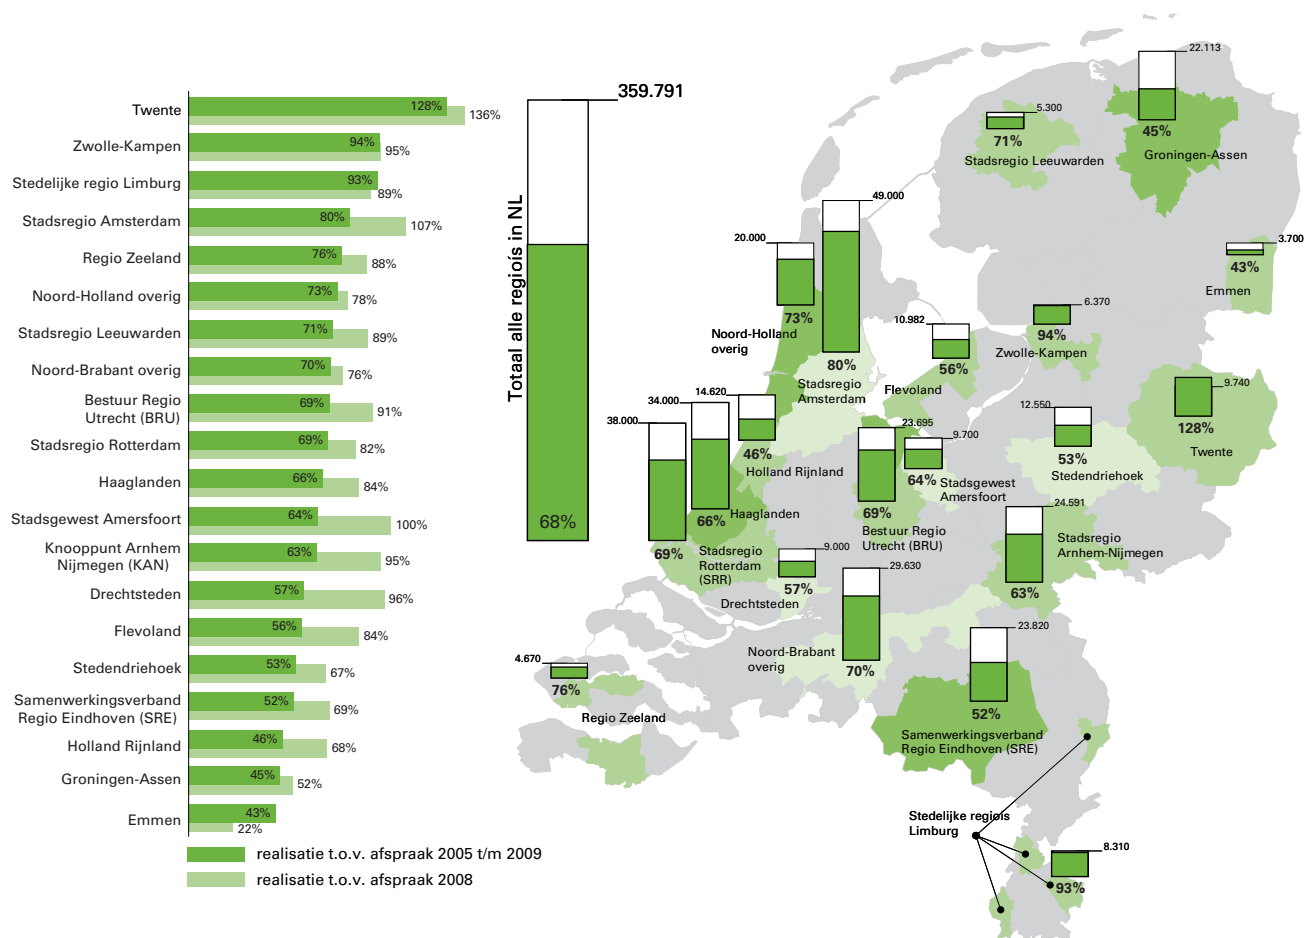 Twente
128%
136%
Zwolle-Kampen
94%
95%
Stedelijke regio Limburg
93%
89%
Stadsregio Amsterdam
80%
107%
Regio Zeeland
76%
88%
Noord-Holland overig
73%
78%
Stadsregio Leeuwarden
71%
89%
Noord-Brabant overig
70%
76%
Bestuur Regio
Utrecht (BRU)
69%
91%
Stadsregio Rotterdam
69%
82%
Haaglanden
66%
84%
Stadsgewest Amersfoort
64%
100%
Knooppunt Arnhem
Nijmegen (KAN)
63%
95%
Drechtsteden
57%
96%
Flevoland
56%
84%
Stedendriehoek
53%
67%
Samenwerkingsverband
Regio Eindhoven (SRE)
52%
69%
Holland Rijnland
46%
68%
Groningen-Assen
45%
52%
Emmen
43%
22%
realisatie t.o.v. afspraak 2005 t/m 2009
realisatie t.o.v. afspraak 2008
Totaal alle regiois in NL
359.791
68%
22.113
45%
Groningen-Assen
5.300
71%
Stadsregio Leeuwarden
49.000
80%
Stadsregio
Amsterdam
20.000
73%
Noord-Holland
overig
3.700
43%
Emmen
6.370
94%
Zwolle-Kampen
10.982
56%
Flevoland
9.740
128%
Twente
12.550
53%
Stedendriehoek
14.620
46%
Holland Rijnland
34.000
66%
Haaglanden
38.000
69%
Stadsregio
Rotterdam
(SRR)
23.695
69%
Bestuur Regio
Utrecht (BRU)
9.700
64%
Stadsgewest
Amersfoort
24.591
63%
Stadsregio
Arnhem-Nijmegen
9.000
57%
Drechtsteden
29.630
70%
Noord-Brabant
overig
23.820
52%
Samenwerkingsverband
Regio Eindhoven (SRE)
4.670
76%
Regio Zeeland
Stedelijke regiois
Limburg
8.310
93%